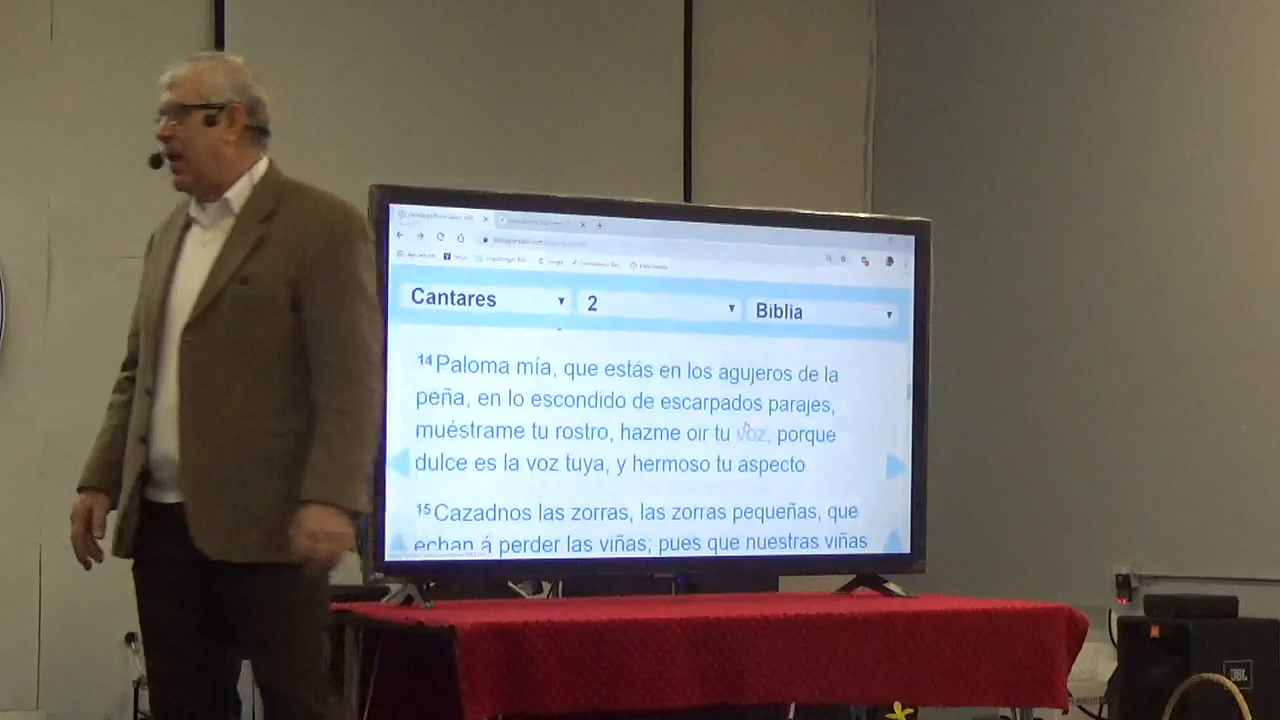 Cantares
2
Biblia
14 Paloma mía, que estás en los agujeros de la
peña, en lo escondido de escarpados parajes,
muéstrame tu rostro, hazme oir tu voz, porque
dulce es la voz tuya, y hermoso tu aspecto
15 Cazadnos las zorras, las zorras pequeñas, que
echan á perder las viñas; pues que nuestras viñas
JBL